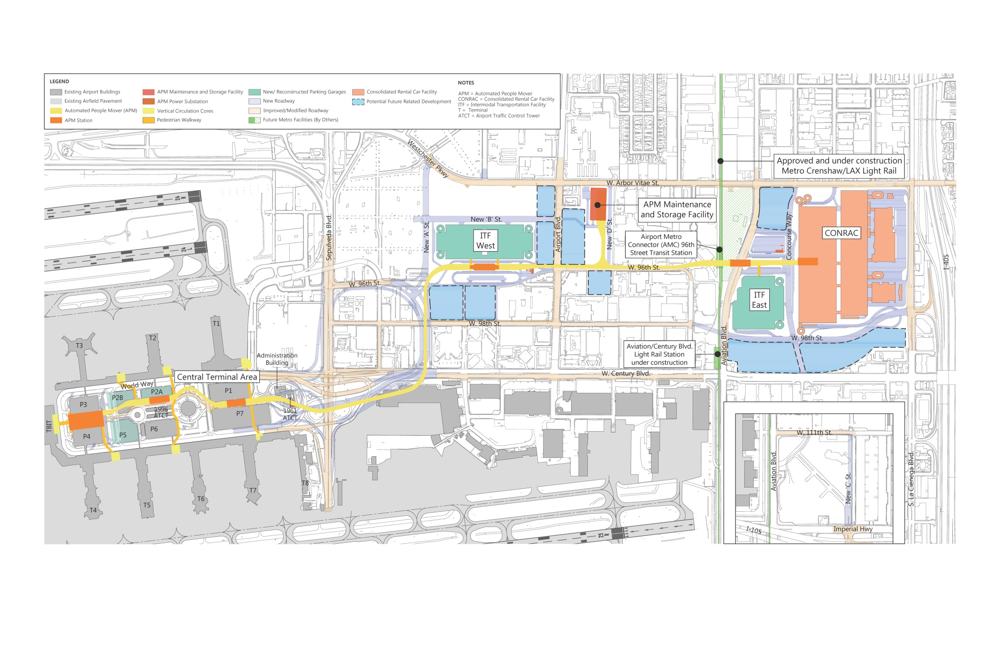 LEGEND
Existing Airport Buildings
Existing Airfield Pavement
Automated People Mover (APM)
APM Station
APM Maintenance and Storage Facility
APM Power Substation
Vertical Circulation Cores
Pedestrian Walkway
New/ Reconstructed Parking Garages
New Roadway
Improved/Modified Roadway
Future Metro Facilities (By Others)
Consolidated Rental Car Facility
Potential Future Related Development
NOTES
APM = Automated People Mover
CONRAC = Consolidated Rental Car Facility
ITF = Intermodal Transportation Facility
T = Terminal
ATCT = Airport Traffic Control Tower
Westchester Pkwy
Approved and under construction
Metro Crenshaw/LAX Light Rail
W. Arbor Vitae St.
24
R
APM Maintenance
and Storage Facility
New 'B' St.
New 'A' St.
Sepulveda Blvd.
Airport Blvd.
New 'D' St.
Concourse Way
CONRAC
I-405
ITF
West
Airport Metro
Connector (AMC) 96th
Street Transit Station
24
L
W. 96th St.
W. 96th St.
ITF
East
W. 98th St.
W. 98th St.
Aviation Blvd.
T1
T2
T3
Aviation/Century Blvd.
Light Rail Station
under construction
Administration
Building
W. Century Blvd.
Central Terminal Area
World Way
P2A
P2B
P1
P3
1996
ATCT
1961
ATCT
P7
TBIT
P4
P5
P6
T8
T7
T6
T5
T4
25
R
W. 111th St.
Aviation Blvd.
New 'C' St.
S. La Cienega Blvd.
I-105
Imperial Hwy